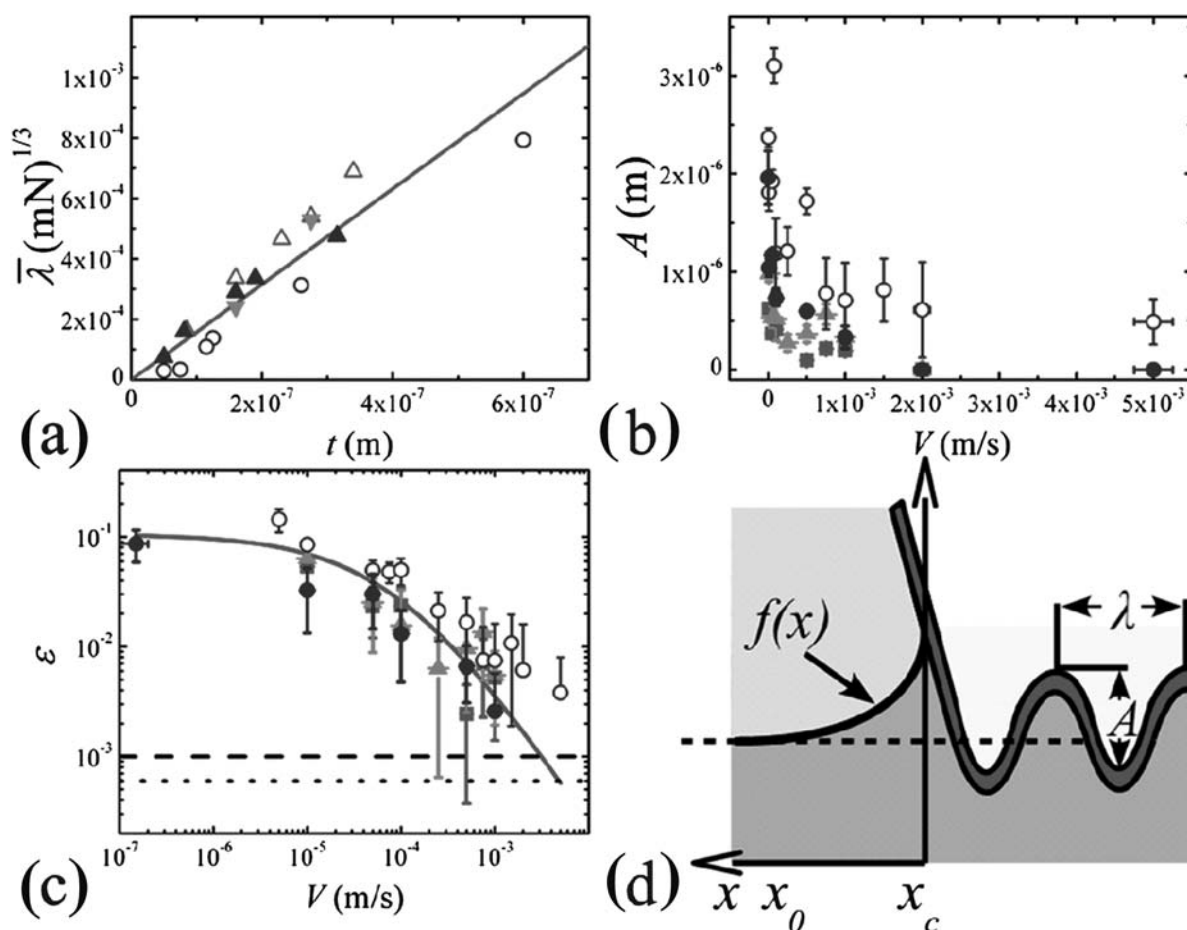 1x10⁻³
8x10⁻⁴
6x10⁻⁴
4x10⁻⁴
2x10⁻⁴
0
λ̅ (mN)^1/3
0 2x10⁻⁷ 4x10⁻⁷ 6x10⁻⁷
t (m)
(a)
3x10⁻⁶
2x10⁻⁶
1x10⁻⁶
0
A (m)
0 1x10⁻³ 2x10⁻³ 3x10⁻³ 4x10⁻³ 5x10⁻³
V (m/s)
(b)
10⁻¹
10⁻²
10⁻³
ε
10⁻⁷ 10⁻⁶ 10⁻⁵ 10⁻⁴ 10⁻³
V (m/s)
(c)
f(x)
λ
A
x x₀ x_c
(d)